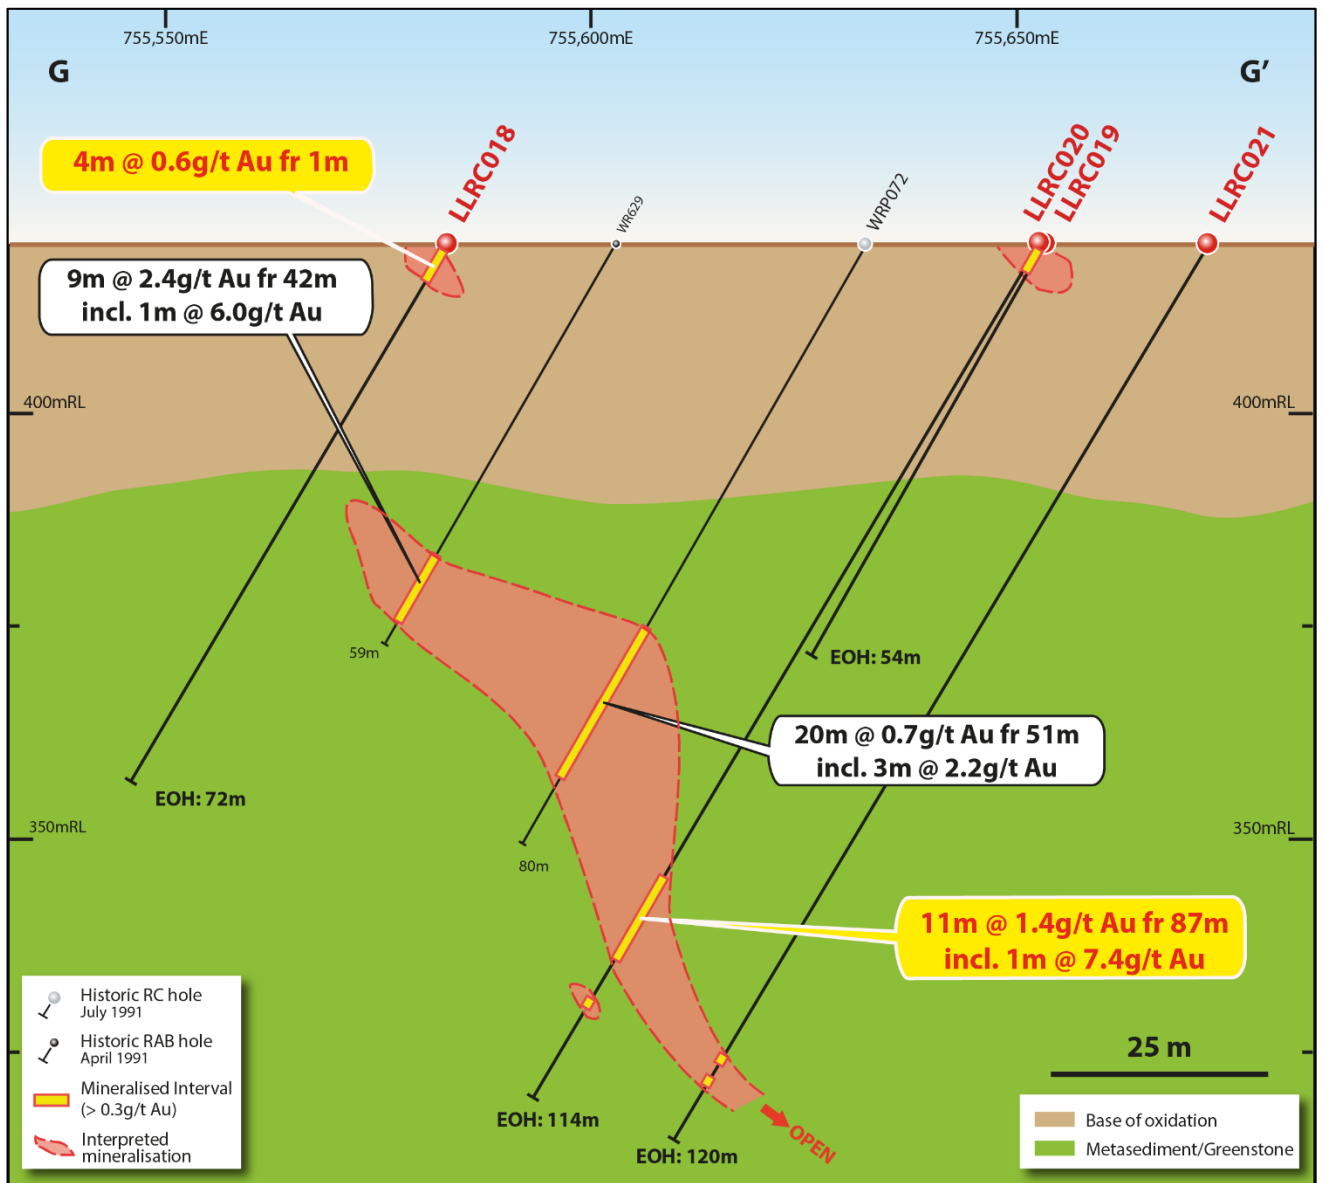 755,550mE
755,600mE
755,650mE
G
G’
4m @ 0.6g/t Au fr 1m
LLRC018
WR629
WRP072
LLRC020
LLRC019
LLRC021
9m @ 2.4g/t Au fr 42m
incl. 1m @ 6.0g/t Au
400mRL
400mRL
59m
EOH: 54m
20m @ 0.7g/t Au fr 51m
incl. 3m @ 2.2g/t Au
EOH: 72m
350mRL
350mRL
80m
11m @ 1.4g/t Au fr 87m
incl. 1m @ 7.4g/t Au
Historic RC hole
July 1991
Historic RAB hole
April 1991
Mineralised Interval
(> 0.3g/t Au)
Interpreted
mineralisation
25 m
EOH: 114m
EOH: 120m
OPEN
Base of oxidation
Metasediment/Greenstone